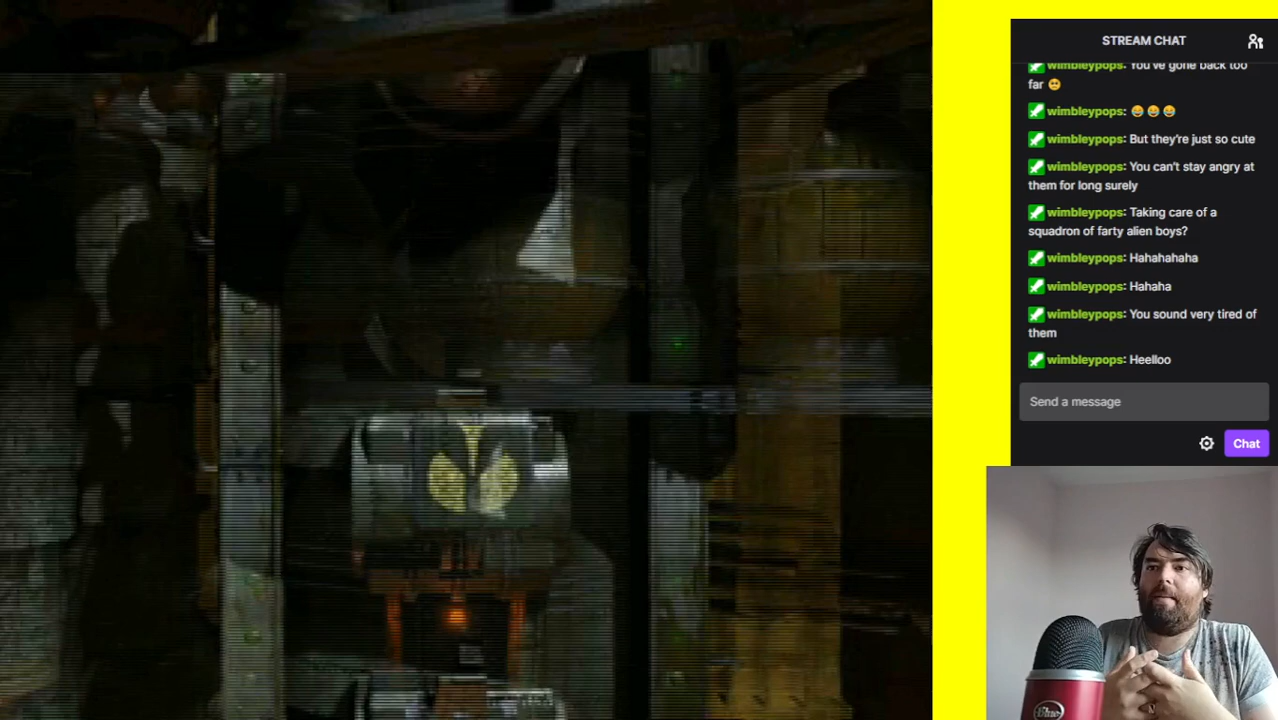 STREAM CHAT
wimbleypops: You've gone back too
far 🥺
wimbleypops: 😂😂😂
wimbleypops: But they're just so cute
wimbleypops: You can't stay angry at
them for long surely
wimbleypops: Taking care of a
squadron of farty alien boys?
wimbleypops: Hahahahaha
wimbleypops: Hahaha
wimbleypops: You sound very tired of
them
wimbleypops: Heelloo
Send a message
Chat
blue